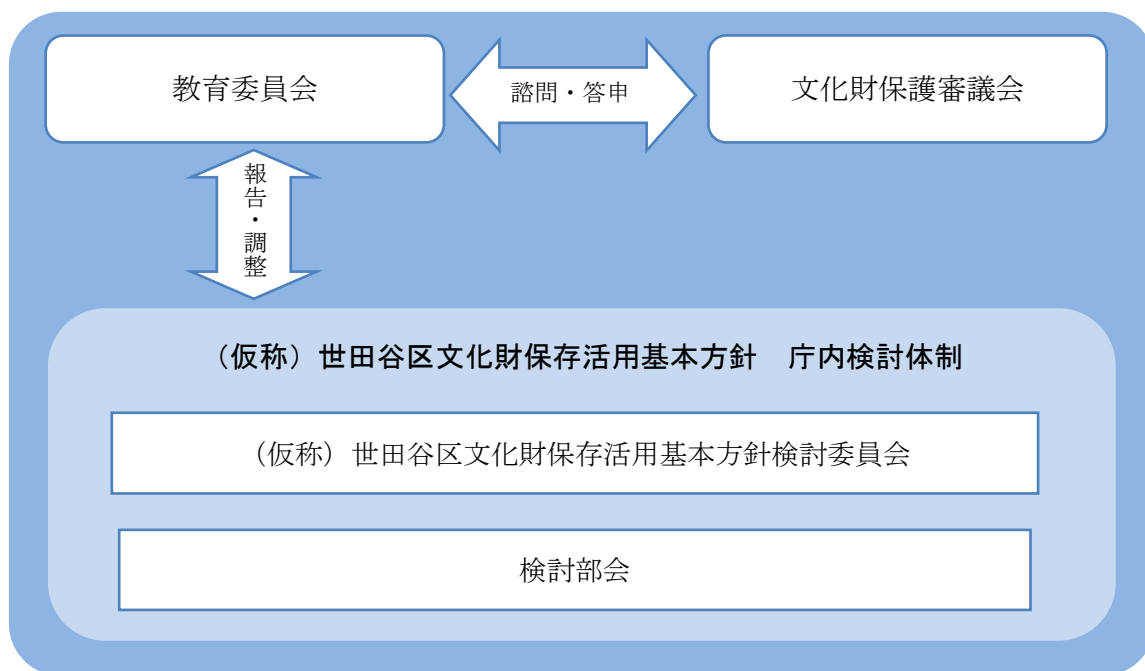 教育委員会
諮問・答申
文化財保護審議会
報告・調整
（仮称）世田谷区文化財保存活用基本方針　庁内検討体制
（仮称）世田谷区文化財保存活用基本方針検討委員会
検討部会